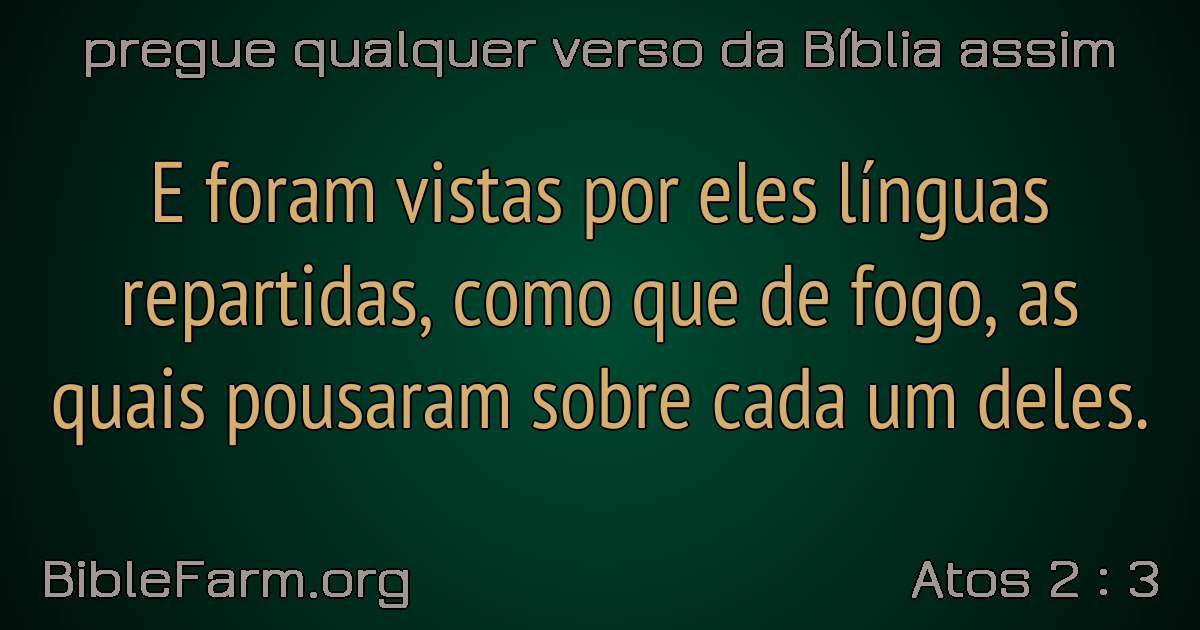 pregue qualquer verso da Bíblia assim
E foram vistas por eles línguas
repartidas, como que de fogo, as
quais pousaram sobre cada um deles.
BibleFarm.org
Atos 2 : 3